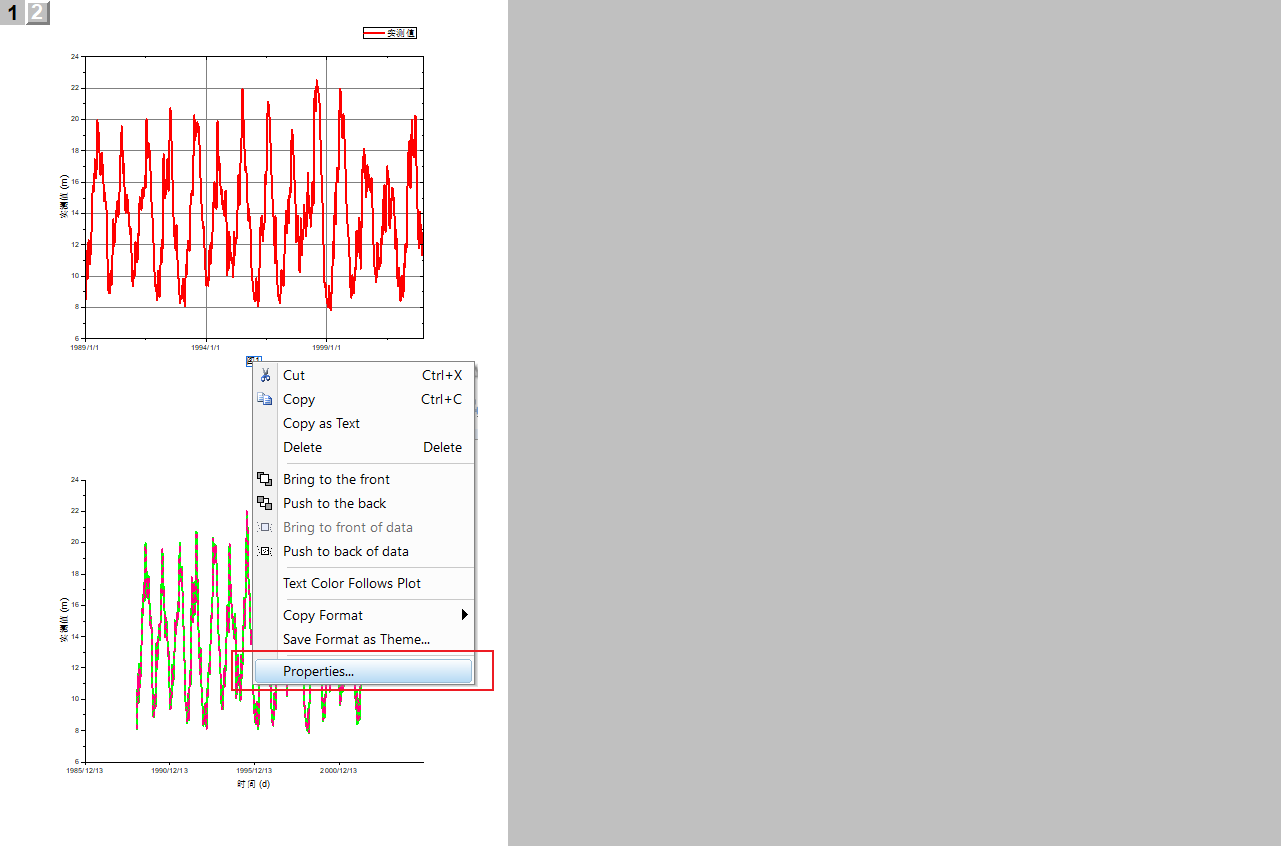 1 2
实测值
24
22
20
18
16
14
12
10
8
6
实测值 (m)
1989/1/1 1994/1/1 1999/1/1
Cut Ctrl+X
Copy Ctrl+C
Copy as Text
Delete Delete
Bring to the front
Push to the back
Bring to front of data
Push to back of data
Text Color Follows Plot
Copy Format
Save Format as Theme...
Properties...
24
22
20
18
16
14
12
10
8
6
实测值 (m)
1985/12/13 1990/12/13 1995/12/13 2000/12/13
时间 (d)